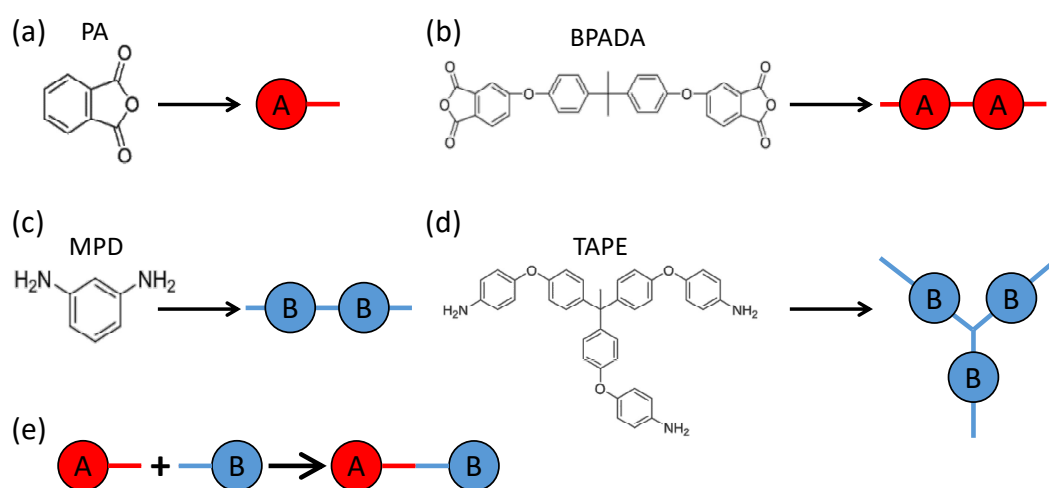 (a) PA
O
O
O
A
(b) BPADA
O
O
O
O
O
O
O
O
A A
(c) MPD
H₂N NH₂
B B
(d) TAPE
O O
H₂N NH₂
O
NH₂
B B
B
(e)
A + B A B